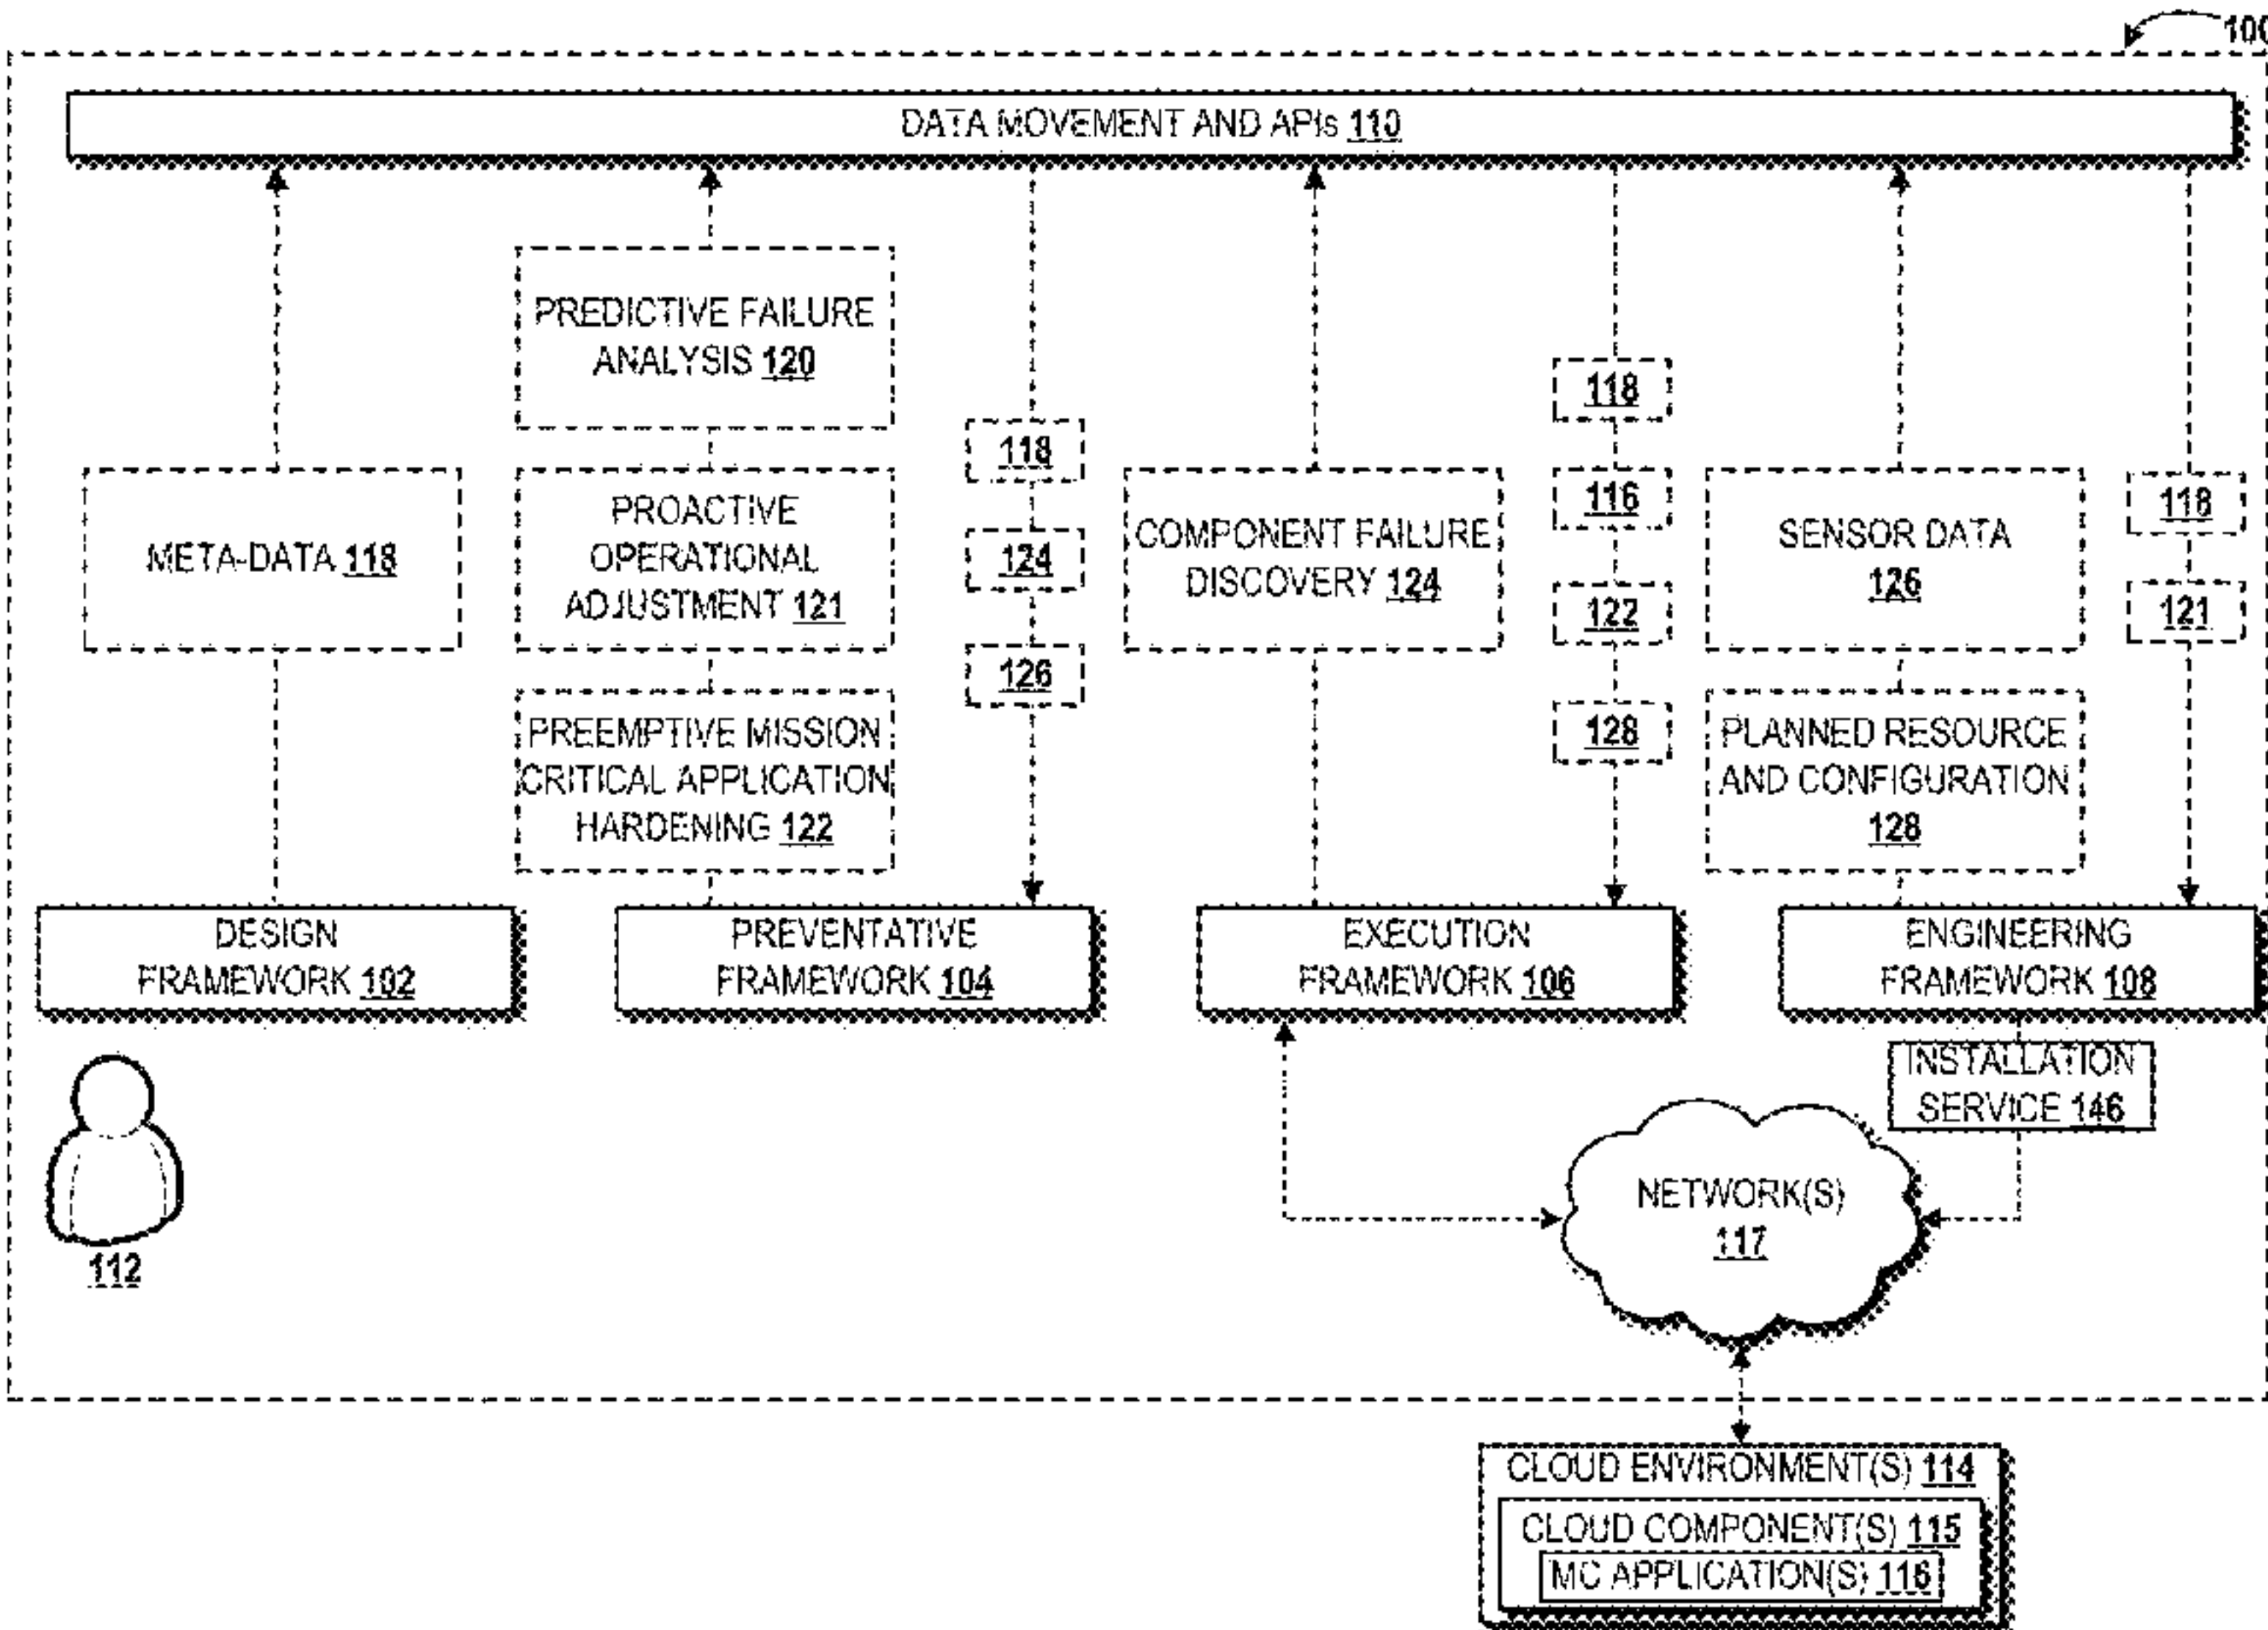 100
DATA MOVEMENT AND APIs 110
PREDICTIVE FAILURE
ANALYSIS 120
META-DATA 118
PROACTIVE
OPERATIONAL
ADJUSTMENT 121
PREEMPTIVE MISSION
CRITICAL APPLICATION
HARDENING 122
118
124
126
COMPONENT FAILURE
DISCOVERY 124
118
116
122
128
SENSOR DATA
126
PLANNED RESOURCE
AND CONFIGURATION
128
118
121
DESIGN
FRAMEWORK 102
PREVENTATIVE
FRAMEWORK 104
EXECUTION
FRAMEWORK 106
ENGINEERING
FRAMEWORK 108
112
INSTALLATION
SERVICE 146
NETWORK(S)
117
CLOUD ENVIRONMENT(S) 114
CLOUD COMPONENT(S) 115
MC APPLICATION(S) 116